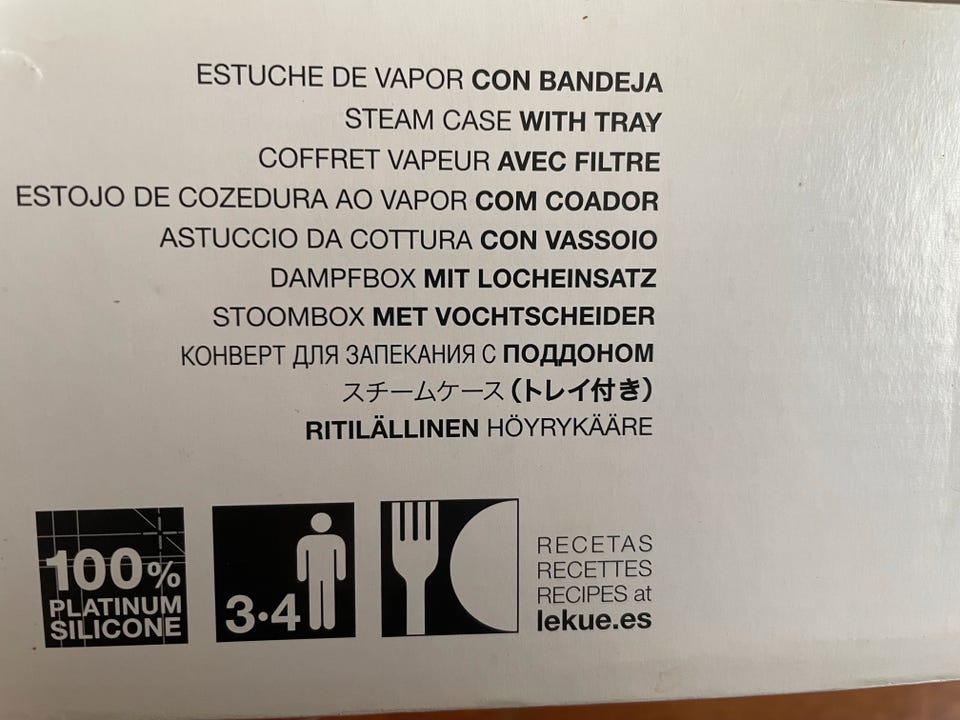 ESTUCHE DE VAPOR CON BANDEJA
STEAM CASE WITH TRAY
COFFRET VAPEUR AVEC FILTRE
ESTOJO DE COZEDURA AO VAPOR COM COADOR
ASTUCCIO DA COTTURA CON VASSOIO
DAMPFBOX MIT LOCHEINSATZ
STOOMBOX MET VOCHTSCHEIDER
КОНВЕРТ ДЛЯ ЗАПЕКАНИЯ С ПОДДОНОМ
スチームケース(トレイ付き)
RITILÄLLINEN HÖYRYKÄÄRE
100%
PLATINUM
SILICONE
3•4
RECETAS
RECETTES
RECIPES at
lekue.es